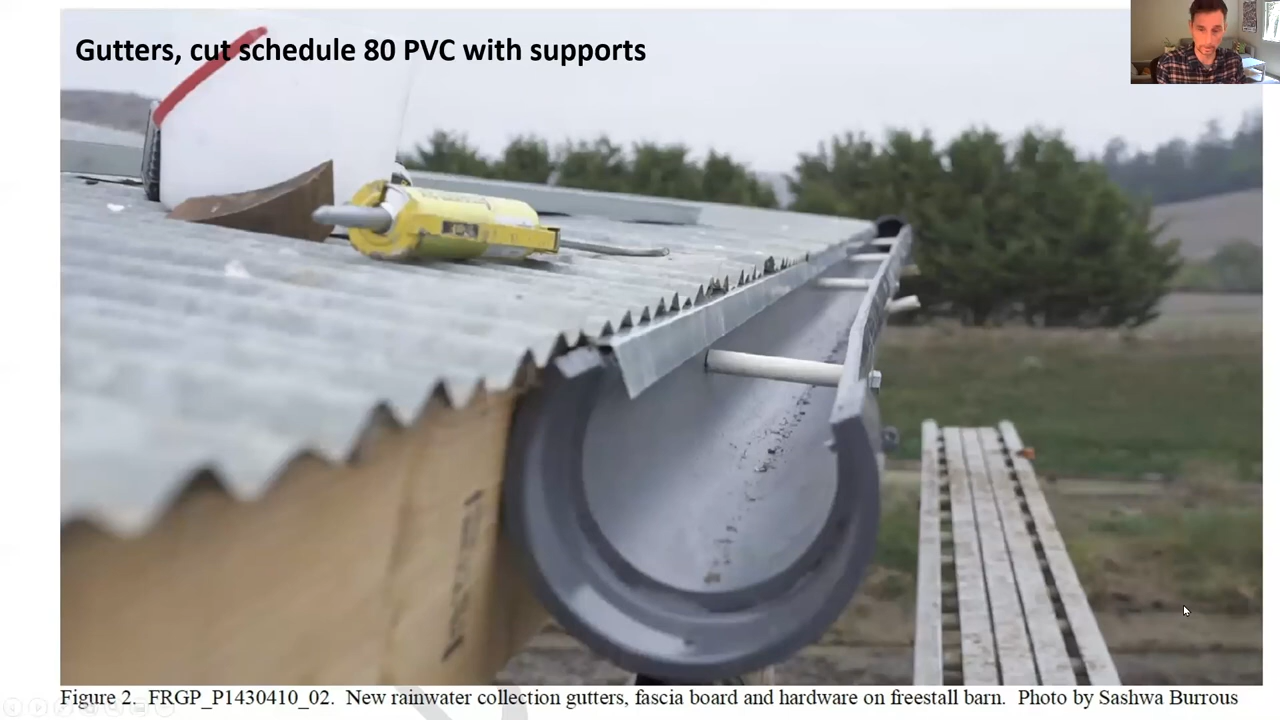 Gutters, cut schedule 80 PVC with supports
Figure 2.  FRGP_P1430410_02.  New rainwater collection gutters, fascia board and hardware on freestall barn.  Photo by Sashwa Burrous